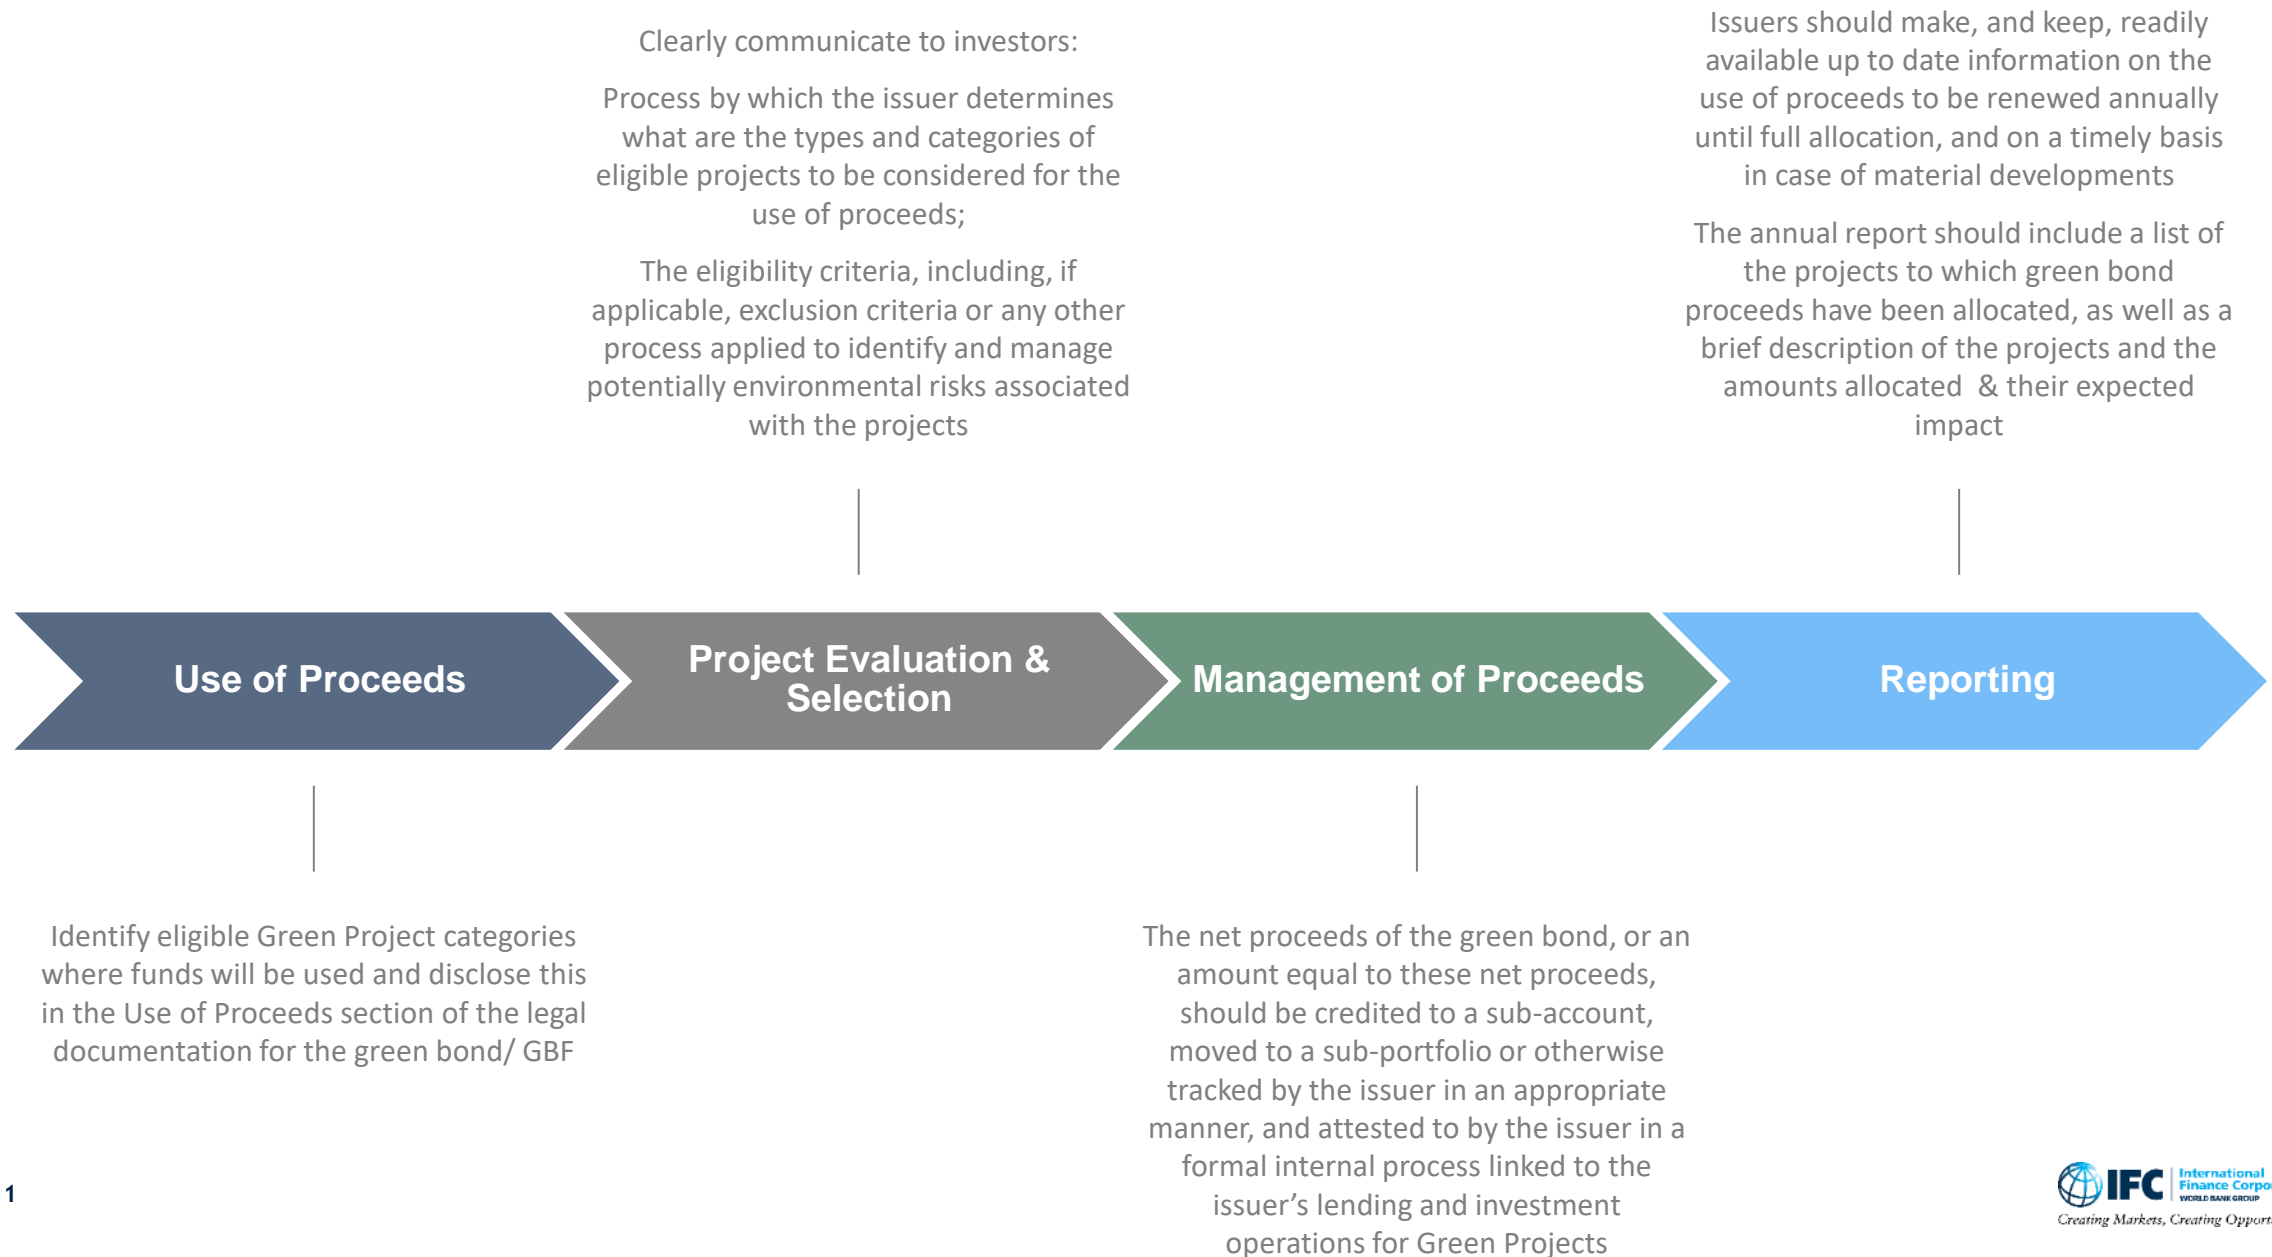 Clearly communicate to investors:
Process by which the issuer determines
what are the types and categories of
eligible projects to be considered for the
use of proceeds;
The eligibility criteria, including, if
applicable, exclusion criteria or any other
process applied to identify and manage
potentially environmental risks associated
with the projects
Issuers should make, and keep, readily
available up to date information on the
use of proceeds to be renewed annually
until full allocation, and on a timely basis
in case of material developments
The annual report should include a list of
the projects to which green bond
proceeds have been allocated, as well as a
brief description of the projects and the
amounts allocated  & their expected
impact
Use of Proceeds
Project Evaluation &
Selection
Management of Proceeds
Reporting
Identify eligible Green Project categories
where funds will be used and disclose this
in the Use of Proceeds section of the legal
documentation for the green bond/ GBF
The net proceeds of the green bond, or an
amount equal to these net proceeds,
should be credited to a sub-account,
moved to a sub-portfolio or otherwise
tracked by the issuer in an appropriate
manner, and attested to by the issuer in a
formal internal process linked to the
issuer’s lending and investment
operations for Green Projects
1
IFC
International
Finance Corpo
WORLD BANK GROUP
Creating Markets, Creating Opport